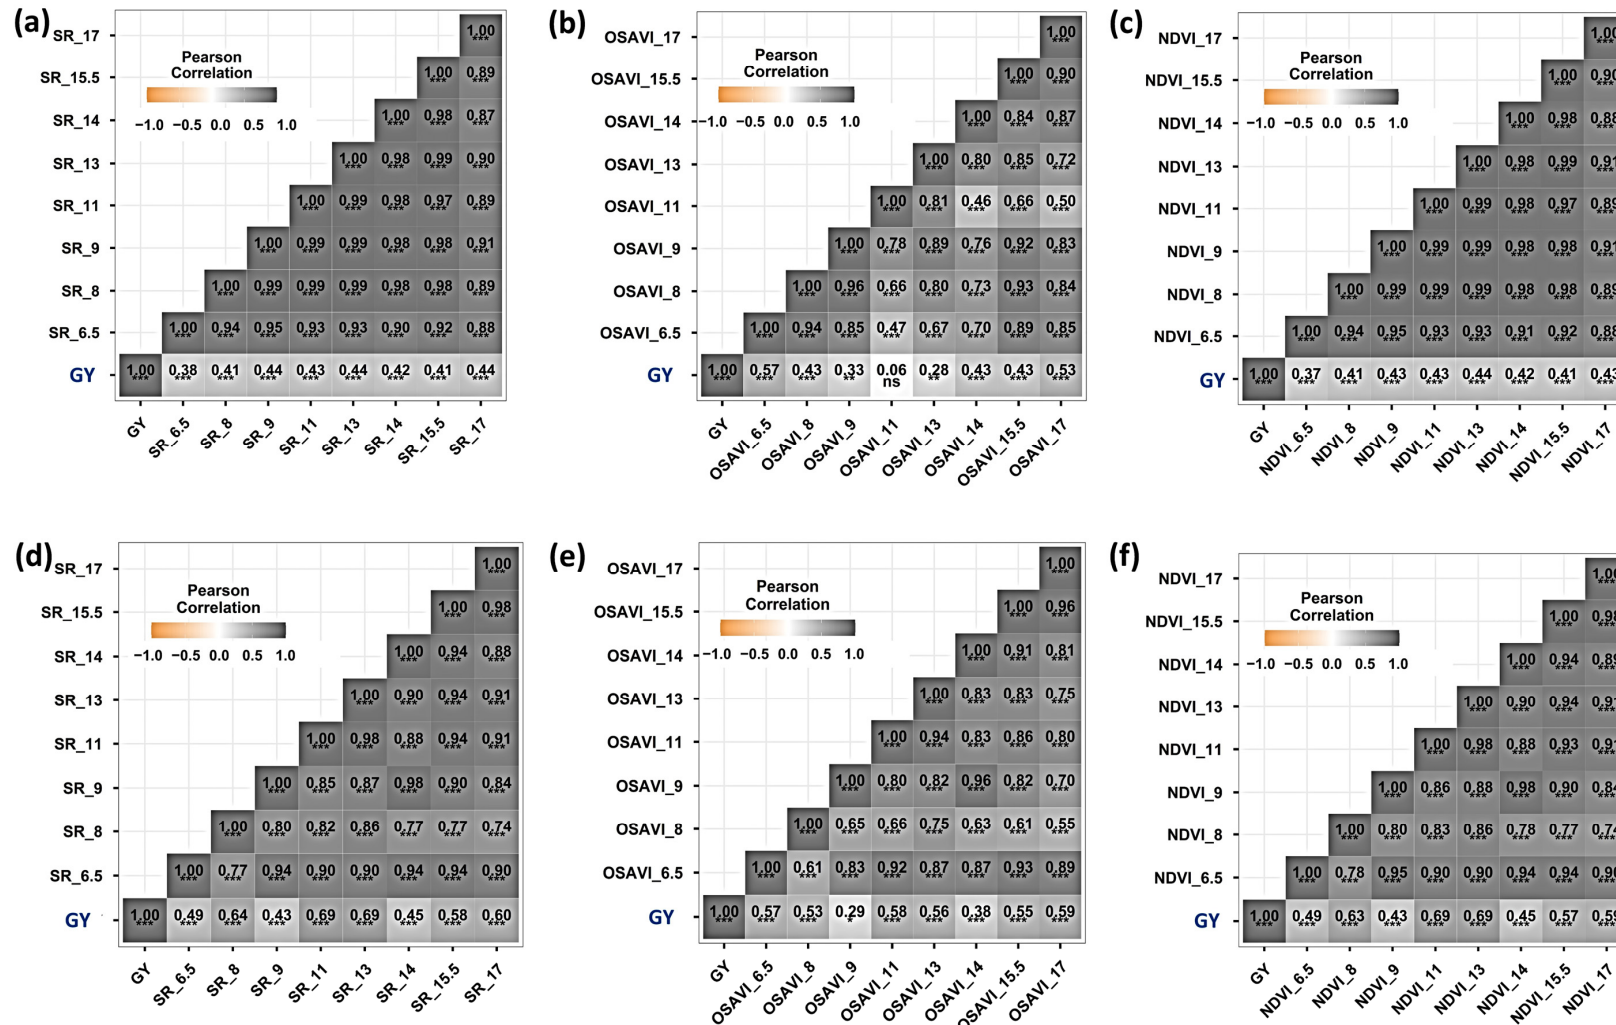 (a)
SR_17 1.00 ***
Pearson
Correlation
SR_15.5 1.00 *** 0.89 ***
SR_14 1.00 *** 0.98 *** 0.87 ***
−1.0 −0.5 0.0 0.5 1.0
SR_13 1.00 *** 0.98 *** 0.99 *** 0.90 ***
SR_11 1.00 *** 0.99 *** 0.98 *** 0.97 *** 0.89 ***
SR_9 1.00 *** 0.99 *** 0.99 *** 0.98 *** 0.98 *** 0.91 ***
SR_8 1.00 *** 0.99 *** 0.99 *** 0.99 *** 0.98 *** 0.98 *** 0.89 ***
SR_6.5 1.00 *** 0.94 *** 0.95 *** 0.93 *** 0.93 *** 0.90 *** 0.92 *** 0.88 ***
GY 1.00 *** 0.38 *** 0.41 *** 0.44 *** 0.43 *** 0.44 *** 0.42 *** 0.41 *** 0.44 ***
GY SR_6.5 SR_8 SR_9 SR_11 SR_13 SR_14 SR_15.5 SR_17
(b)
OSAVI_17 1.00 ***
Pearson
Correlation
OSAVI_15.5 1.00 *** 0.90 ***
OSAVI_14 1.00 *** 0.84 *** 0.87 ***
−1.0 −0.5 0.0 0.5 1.0
OSAVI_13 1.00 *** 0.80 *** 0.85 *** 0.72 ***
OSAVI_11 1.00 *** 0.81 *** 0.46 *** 0.66 *** 0.50 ***
OSAVI_9 1.00 *** 0.78 *** 0.89 *** 0.76 *** 0.92 *** 0.83 ***
OSAVI_8 1.00 *** 0.96 *** 0.66 *** 0.80 *** 0.73 *** 0.93 *** 0.84 ***
OSAVI_6.5 1.00 *** 0.94 *** 0.85 *** 0.47 *** 0.67 *** 0.70 *** 0.89 *** 0.85 ***
GY 1.00 *** 0.57 *** 0.43 *** 0.33 *** 0.06 ns 0.28 ** 0.43 *** 0.43 *** 0.53 ***
GY OSAVI_6.5 OSAVI_8 OSAVI_9 OSAVI_11 OSAVI_13 OSAVI_14 OSAVI_15.5 OSAVI_17
(c)
NDVI_17 1.00 ***
Pearson
Correlation
NDVI_15.5 1.00 *** 0.90 ***
NDVI_14 1.00 *** 0.98 *** 0.88 ***
−1.0 −0.5 0.0 0.5 1.0
NDVI_13 1.00 *** 0.98 *** 0.99 *** 0.91 ***
NDVI_11 1.00 *** 0.99 *** 0.98 *** 0.97 *** 0.89 ***
NDVI_9 1.00 *** 0.99 *** 0.99 *** 0.98 *** 0.98 *** 0.91 ***
NDVI_8 1.00 *** 0.99 *** 0.99 *** 0.99 *** 0.98 *** 0.98 *** 0.89 ***
NDVI_6.5 1.00 *** 0.94 *** 0.95 *** 0.93 *** 0.93 *** 0.91 *** 0.92 *** 0.88 ***
GY 1.00 *** 0.37 *** 0.41 *** 0.43 *** 0.43 *** 0.44 *** 0.42 *** 0.41 *** 0.43 ***
GY NDVI_6.5 NDVI_8 NDVI_9 NDVI_11 NDVI_13 NDVI_14 NDVI_15.5 NDVI_17
(d)
SR_17 1.00 ***
Pearson
Correlation
SR_15.5 1.00 *** 0.98 ***
SR_14 1.00 *** 0.94 *** 0.88 ***
−1.0 −0.5 0.0 0.5 1.0
SR_13 1.00 *** 0.90 *** 0.94 *** 0.91 ***
SR_11 1.00 *** 0.98 *** 0.88 *** 0.94 *** 0.91 ***
SR_9 1.00 *** 0.85 *** 0.87 *** 0.98 *** 0.90 *** 0.84 ***
SR_8 1.00 *** 0.80 *** 0.82 *** 0.86 *** 0.77 *** 0.77 *** 0.74 ***
SR_6.5 1.00 *** 0.77 *** 0.94 *** 0.90 *** 0.90 *** 0.94 *** 0.94 *** 0.90 ***
GY 1.00 *** 0.49 *** 0.64 *** 0.43 *** 0.69 *** 0.69 *** 0.45 *** 0.58 *** 0.60 ***
GY SR_6.5 SR_8 SR_9 SR_11 SR_13 SR_14 SR_15.5 SR_17
(e)
OSAVI_17 1.00 ***
Pearson
Correlation
OSAVI_15.5 1.00 *** 0.96 ***
OSAVI_14 1.00 *** 0.91 *** 0.81 ***
−1.0 −0.5 0.0 0.5 1.0
OSAVI_13 1.00 *** 0.83 *** 0.83 *** 0.75 ***
OSAVI_11 1.00 *** 0.94 *** 0.83 *** 0.86 *** 0.80 ***
OSAVI_9 1.00 *** 0.80 *** 0.82 *** 0.96 *** 0.82 *** 0.70 ***
OSAVI_8 1.00 *** 0.65 *** 0.66 *** 0.75 *** 0.63 *** 0.61 *** 0.55 ***
OSAVI_6.5 1.00 *** 0.61 *** 0.83 *** 0.92 *** 0.87 *** 0.87 *** 0.93 *** 0.89 ***
GY 1.00 *** 0.57 *** 0.53 *** 0.29 ** 0.58 *** 0.56 *** 0.38 *** 0.55 *** 0.59 ***
GY OSAVI_6.5 OSAVI_8 OSAVI_9 OSAVI_11 OSAVI_13 OSAVI_14 OSAVI_15.5 OSAVI_17
(f)
NDVI_17 1.00 ***
Pearson
Correlation
NDVI_15.5 1.00 *** 0.98 ***
NDVI_14 1.00 *** 0.94 *** 0.89 ***
−1.0 −0.5 0.0 0.5 1.0
NDVI_13 1.00 *** 0.90 *** 0.94 *** 0.91 ***
NDVI_11 1.00 *** 0.98 *** 0.88 *** 0.93 *** 0.91 ***
NDVI_9 1.00 *** 0.86 *** 0.88 *** 0.98 *** 0.90 *** 0.84 ***
NDVI_8 1.00 *** 0.80 *** 0.83 *** 0.86 *** 0.78 *** 0.77 *** 0.74 ***
NDVI_6.5 1.00 *** 0.78 *** 0.95 *** 0.90 *** 0.90 *** 0.94 *** 0.94 *** 0.90 ***
GY 1.00 *** 0.49 *** 0.63 *** 0.43 *** 0.69 *** 0.69 *** 0.45 *** 0.57 *** 0.59 ***
GY NDVI_6.5 NDVI_8 NDVI_9 NDVI_11 NDVI_13 NDVI_14 NDVI_15.5 NDVI_17